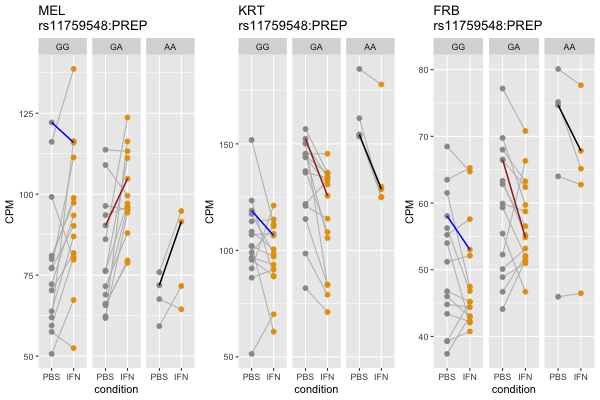 MEL
rs11759548:PREP
GG GA AA
CPM
125
100
75
50
PBS IFN PBS IFN PBS IFN
condition
KRT
rs11759548:PREP
GG GA AA
CPM
150
100
50
PBS IFN PBS IFN PBS IFN
condition
FRB
rs11759548:PREP
GG GA AA
CPM
80
70
60
50
40
PBS IFN PBS IFN PBS IFN
condition